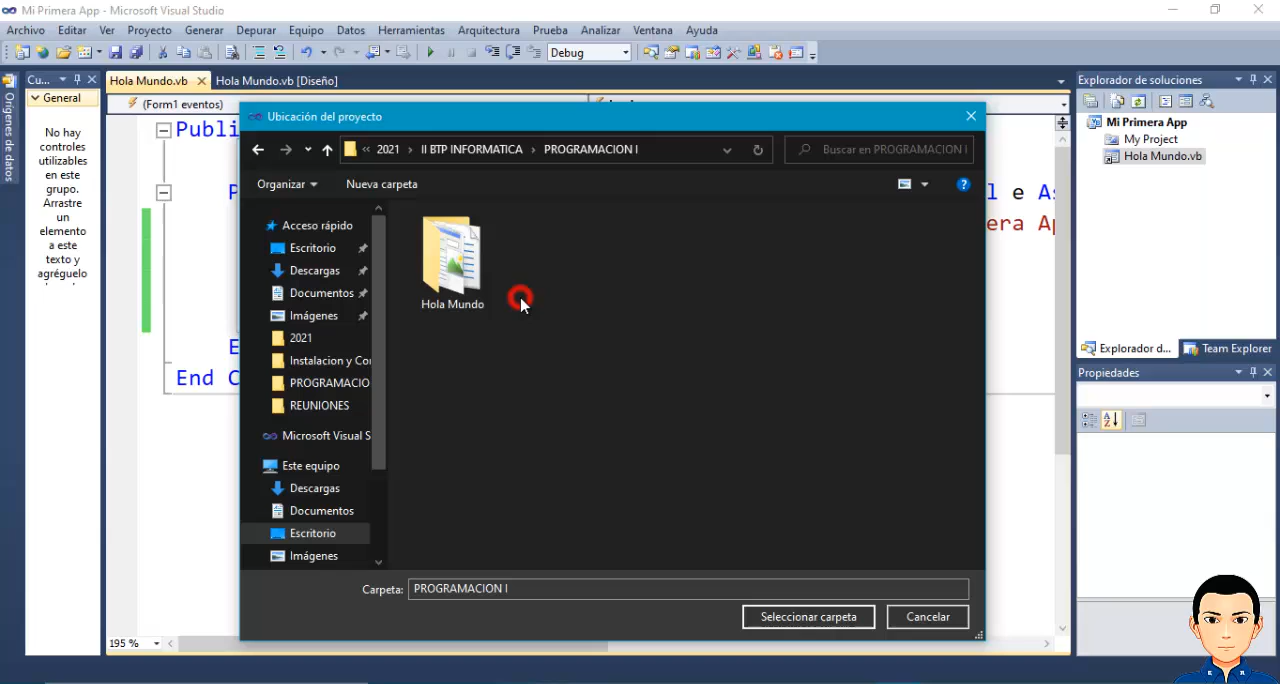 Mi Primera App - Microsoft Visual Studio
Archivo Editar Ver Proyecto Generar Depurar Equipo Datos Herramientas Arquitectura Prueba Analizar Ventana Ayuda
Debug
Cu...
General
No hay
controles
utilizables
en este
grupo.
Arrastre
un
elemento
a este
texto y
agréguelo
Orígenes de datos
Hola Mundo.vb
Hola Mundo.vb [Diseño]
(Form1 eventos)
Publi
P
l e As
era Ap
E
End C
195 %
Ubicación del proyecto
« 2021 › II BTP INFORMATICA › PROGRAMACION I
Buscar en PROGRAMACION I
Organizar
Nueva carpeta
Acceso rápido
Escritorio
Descargas
Documentos
Imágenes
2021
Instalacion y Co
PROGRAMACIO
REUNIONES
Microsoft Visual S
Este equipo
Descargas
Documentos
Escritorio
Imágenes
Hola Mundo
Carpeta: PROGRAMACION I
Seleccionar carpeta
Cancelar
Explorador de soluciones
Mi Primera App
My Project
Hola Mundo.vb
Explorador d...
Team Explorer
Propiedades